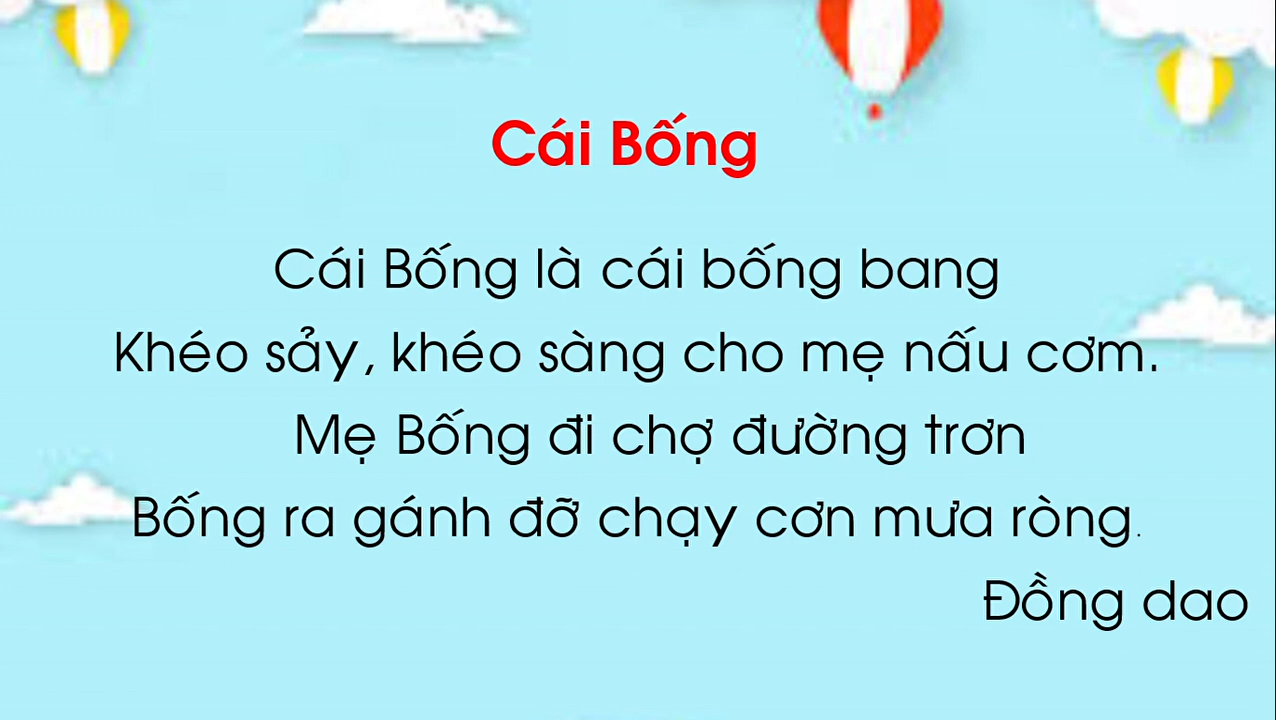 Cái Bống
Cái Bống là cái bống bang
Khéo sảy, khéo sàng cho mẹ nấu cơm.
Mẹ Bống đi chợ đường trơn
Bống ra gánh đỡ chạy cơn mưa ròng.
Đồng dao